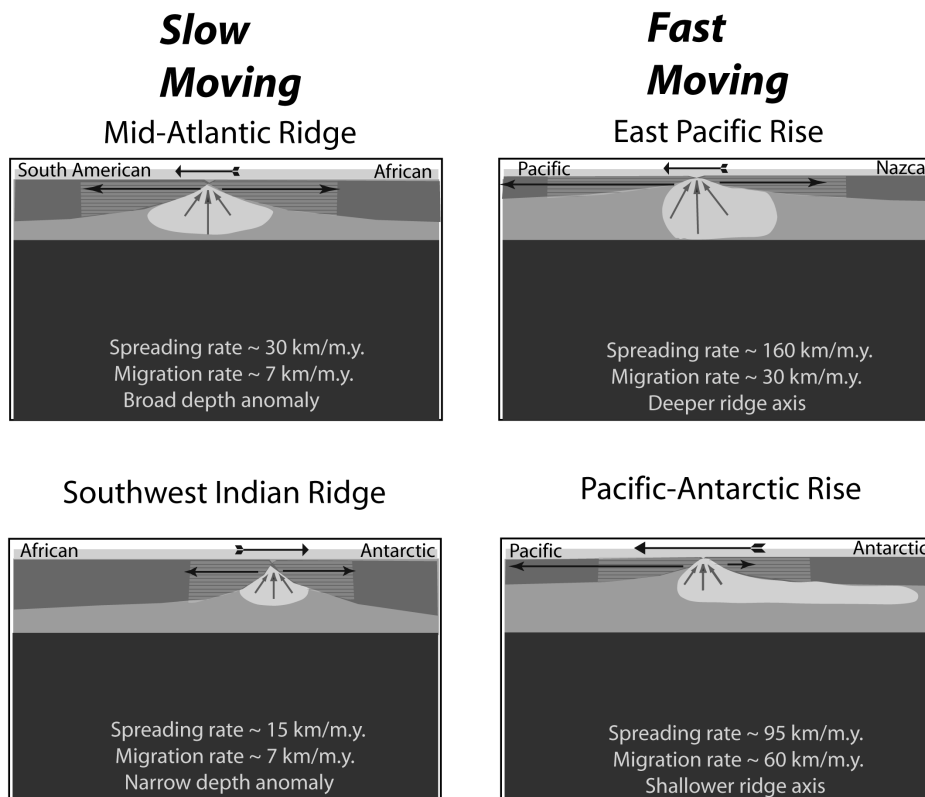 Slow
Moving
Mid-Atlantic Ridge
South American
African
Spreading rate ~ 30 km/m.y.
Migration rate ~ 7 km/m.y.
Broad depth anomaly
Fast
Moving
East Pacific Rise
Pacific
Nazca
Spreading rate ~ 160 km/m.y.
Migration rate ~ 30 km/m.y.
Deeper ridge axis
Southwest Indian Ridge
African
Antarctic
Spreading rate ~ 15 km/m.y.
Migration rate ~ 7 km/m.y.
Narrow depth anomaly
Pacific-Antarctic Rise
Pacific
Antarctic
Spreading rate ~ 95 km/m.y.
Migration rate ~ 60 km/m.y.
Shallower ridge axis